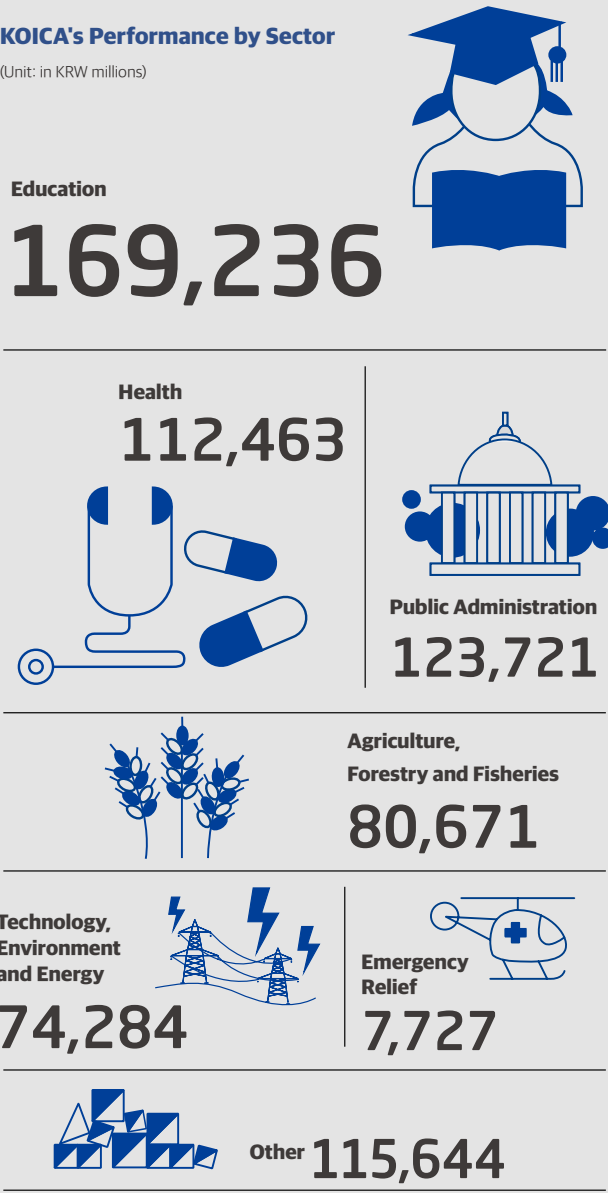 KOICA's Performance by Sector
(Unit: in KRW millions)
Education
169,236
Health
112,463
Public Administration
123,721
Agriculture,
Forestry and Fisheries
80,671
Technology,
Environment
and Energy
74,284
Emergency
Relief
7,727
Other 115,644